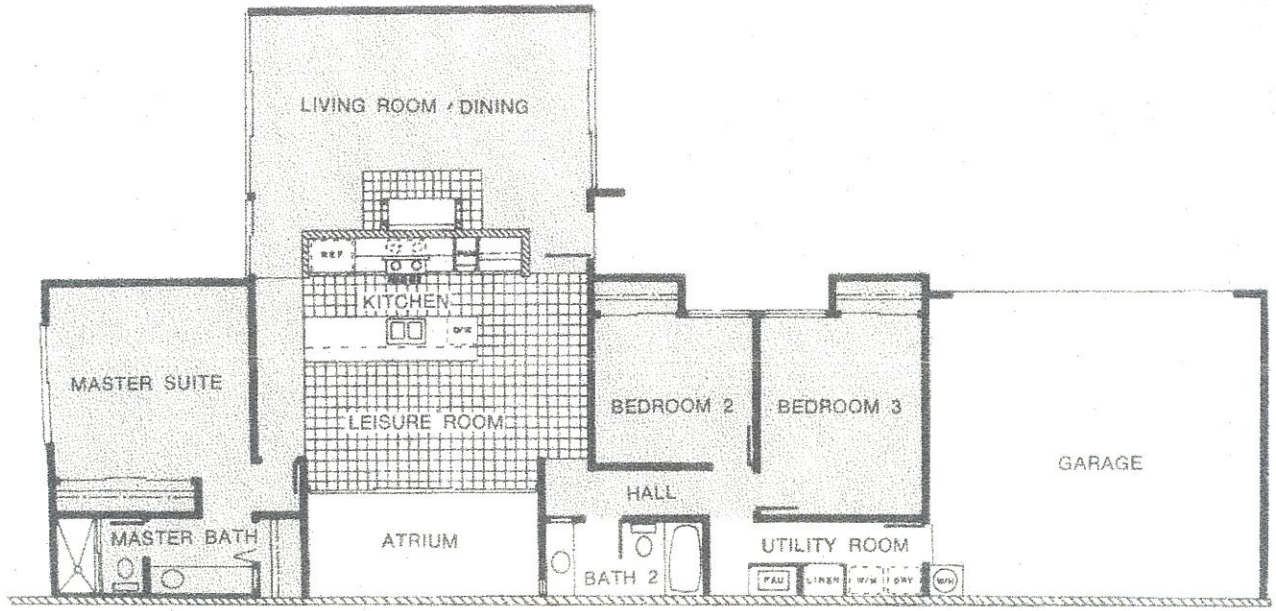 LIVING ROOM / DINING
REF
KITCHEN
D/W
MASTER SUITE
LEISURE ROOM
BEDROOM 2
BEDROOM 3
GARAGE
HALL
MASTER BATH
ATRIUM
UTILITY ROOM
BATH 2
FAU
LINEN
W/M
DRY
W/H